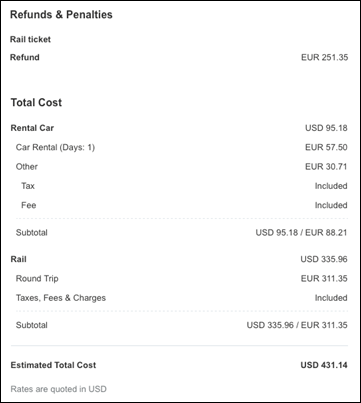 Refunds & Penalties
Rail ticket
Refund EUR 251.35
Total Cost
Rental Car USD 95.18
Car Rental (Days: 1) EUR 57.50
Other EUR 30.71
Tax Included
Fee Included
Subtotal USD 95.18 / EUR 88.21
Rail USD 335.96
Round Trip EUR 311.35
Taxes, Fees & Charges Included
Subtotal USD 335.96 / EUR 311.35
Estimated Total Cost USD 431.14
Rates are quoted in USD